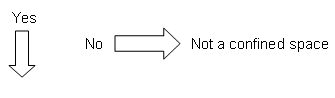 Yes
No
Not a confined space